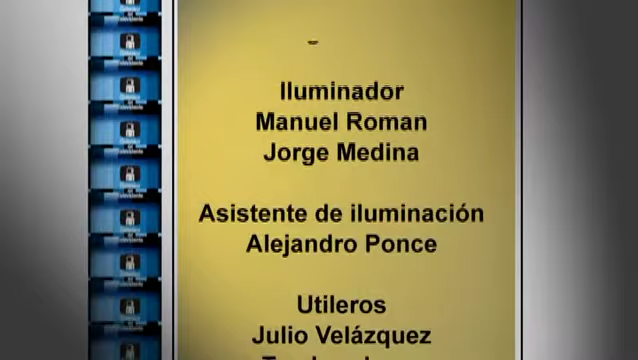 Iluminador
Manuel Roman
Jorge Medina
Asistente de iluminación
Alejandro Ponce
Utileros
Julio Velázquez